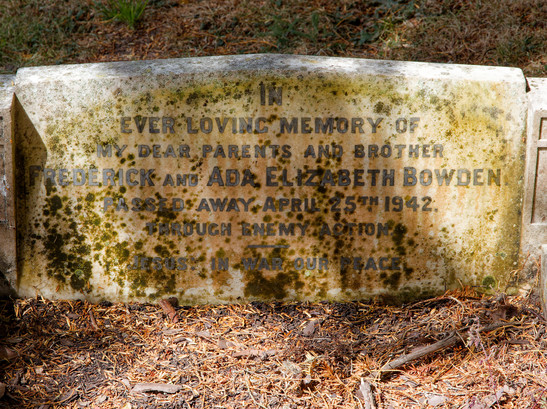 IN
EVER LOVING MEMORY OF
MY DEAR PARENTS AND BROTHER
FREDERICK AND ADA ELIZABETH BOWDEN
PASSED AWAY APRIL 25TH 1942.
THROUGH ENEMY ACTION
JESUS: IN WAR OUR PEACE.